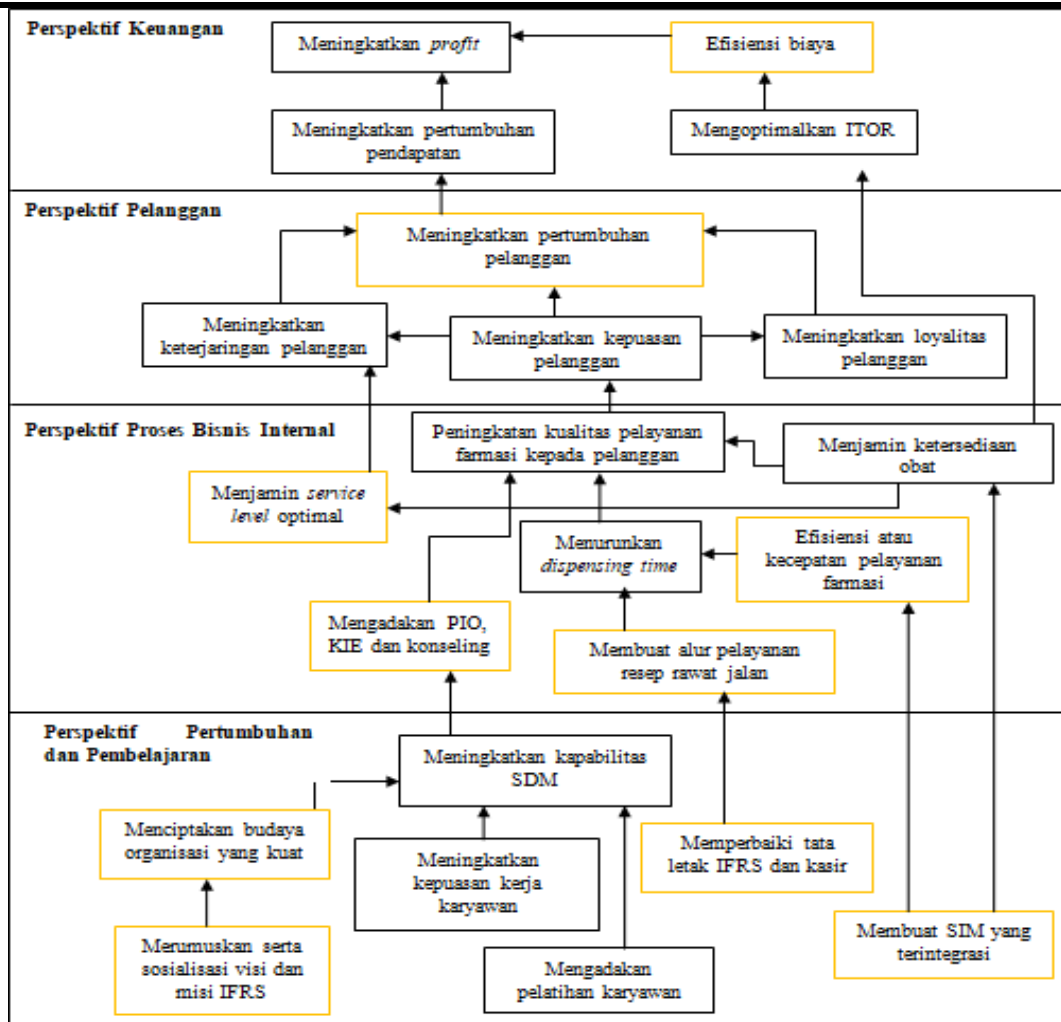 Perspektif Keuangan
Meningkatkan profit
Efisiensi biaya
Meningkatkan pertumbuhan
pendapatan
Mengoptimalkan ITOR
Perspektif Pelanggan
Meningkatkan pertumbuhan
pelanggan
Meningkatkan
keterjaringan pelanggan
Meningkatkan kepuasan
pelanggan
Meningkatkan loyalitas
pelanggan
Perspektif Proses Bisnis Internal
Peningkatan kualitas pelayanan
farmasi kepada pelanggan
Menjamin ketersediaan
obat
Menjamin service
level optimal
Menurunkan
dispensing time
Efisiensi atau
kecepatan pelayanan
farmasi
Mengadakan PIO,
KIE dan konseling
Membuat alur pelayanan
resep rawat jalan
Perspektif Pertumbuhan
dan Pembelajaran
Meningkatkan kapabilitas
SDM
Menciptakan budaya
organisasi yang kuat
Meningkatkan
kepuasan kerja
karyawan
Memperbaiki tata
letak IFRS dan kasir
Merumuskan serta
sosialisasi visi dan
misi IFRS
Mengadakan
pelatihan karyawan
Membuat SIM yang
terintegrasi